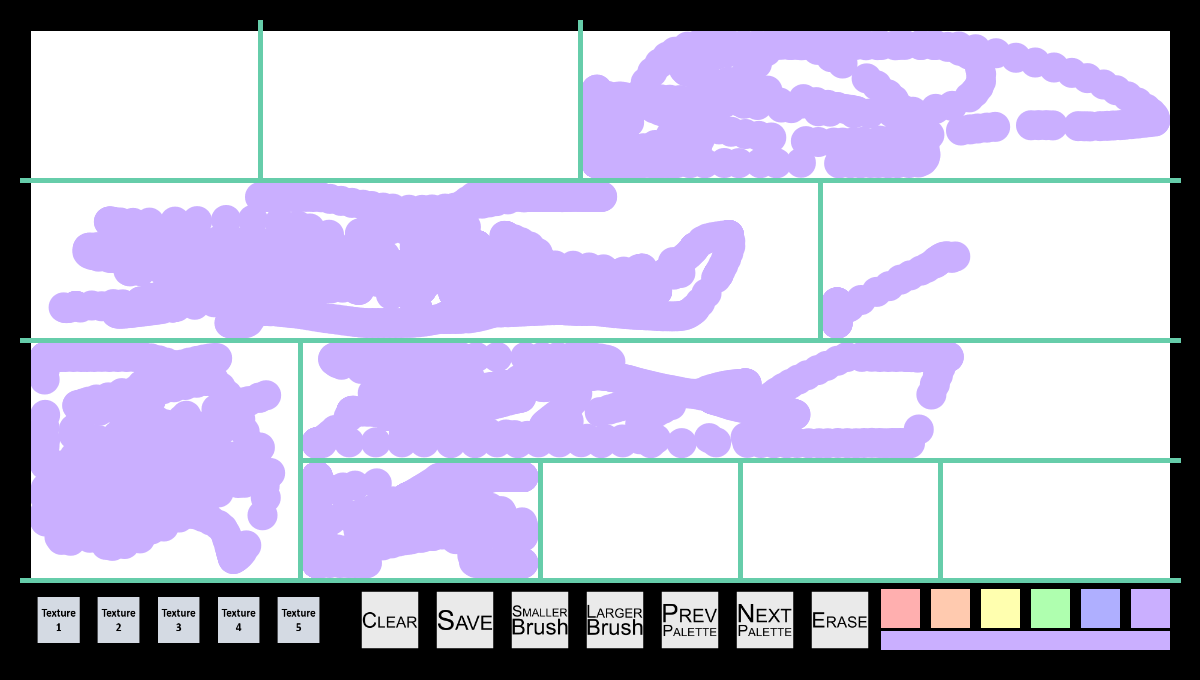 Texture 1
Texture 2
Texture 3
Texture 4
Texture 5
CLEAR
SAVE
SMALLER
Brush
LARGER
Brush
PREV
PALETTE
NEXT
PALETTE
ERASE